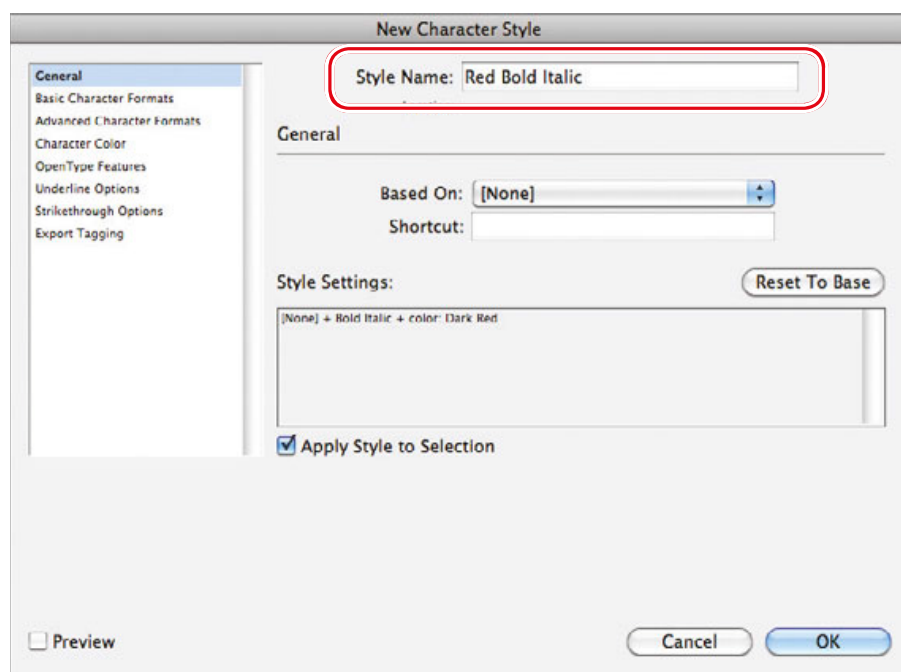 New Character Style
General
Basic Character Formats
Advanced Character Formats
Character Color
OpenType Features
Underline Options
Strikethrough Options
Export Tagging
Style Name: Red Bold Italic
General
Based On: [None]
Shortcut:
Style Settings:
Reset To Base
[None] + Bold Italic + color: Dark Red
Apply Style to Selection
Preview
Cancel
OK